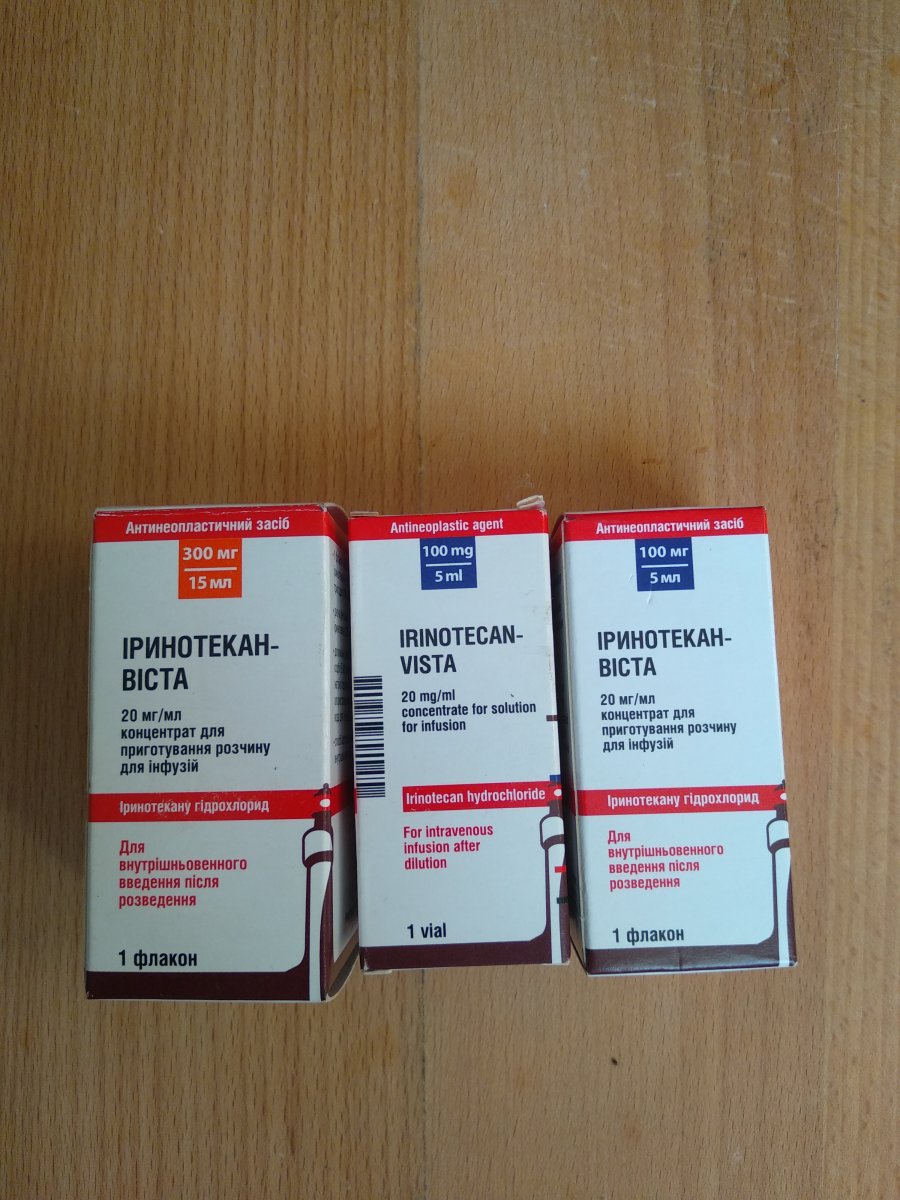 Антинеопластичний засіб
300 мг
15 мл
ІРИНОТЕКАН-
ВІСТА
20 мг/мл
концентрат для
приготування розчину
для інфузій
Іринотекану гідрохлорид
Для
внутрішньовенного
введення після
розведення
1 флакон
Antineoplastic agent
100 mg
5 ml
IRINOTECAN-
VISTA
20 mg/ml
concentrate for solution
for infusion
Irinotecan hydrochloride
For intravenous
infusion after
dilution
1 vial
Антинеопластичний засіб
100 мг
5 мл
ІРИНОТЕКАН-
ВІСТА
20 мг/мл
концентрат для
приготування розчину
для інфузій
Іринотекану гідрохлорид
Для
внутрішньовенного
введення після
розведення
1 флакон